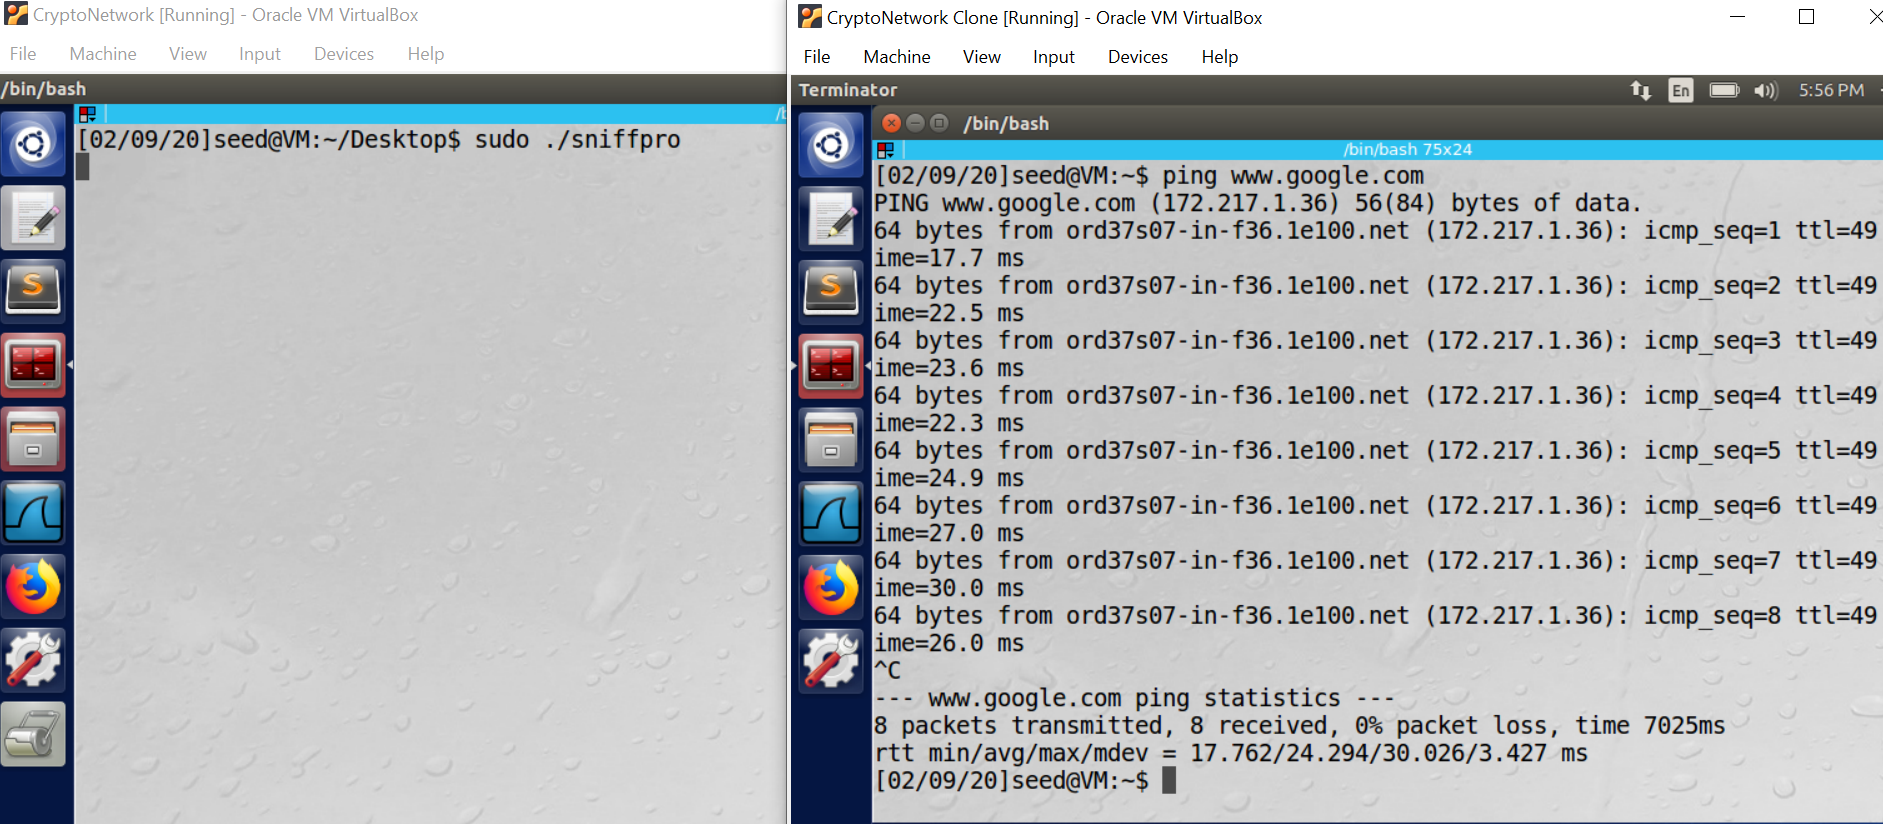 CryptoNetwork [Running] - Oracle VM VirtualBox
File Machine View Input Devices Help
/bin/bash
[02/09/20]seed@VM:~/Desktop$ sudo ./sniffpro
CryptoNetwork Clone [Running] - Oracle VM VirtualBox
File Machine View Input Devices Help
Terminator En 5:56 PM
/bin/bash
/bin/bash 75x24
[02/09/20]seed@VM:~$ ping www.google.com
PING www.google.com (172.217.1.36) 56(84) bytes of data.
64 bytes from ord37s07-in-f36.1e100.net (172.217.1.36): icmp_seq=1 ttl=49
ime=17.7 ms
64 bytes from ord37s07-in-f36.1e100.net (172.217.1.36): icmp_seq=2 ttl=49
ime=22.5 ms
64 bytes from ord37s07-in-f36.1e100.net (172.217.1.36): icmp_seq=3 ttl=49
ime=23.6 ms
64 bytes from ord37s07-in-f36.1e100.net (172.217.1.36): icmp_seq=4 ttl=49
ime=22.3 ms
64 bytes from ord37s07-in-f36.1e100.net (172.217.1.36): icmp_seq=5 ttl=49
ime=24.9 ms
64 bytes from ord37s07-in-f36.1e100.net (172.217.1.36): icmp_seq=6 ttl=49
ime=27.0 ms
64 bytes from ord37s07-in-f36.1e100.net (172.217.1.36): icmp_seq=7 ttl=49
ime=30.0 ms
64 bytes from ord37s07-in-f36.1e100.net (172.217.1.36): icmp_seq=8 ttl=49
ime=26.0 ms
^C
--- www.google.com ping statistics ---
8 packets transmitted, 8 received, 0% packet loss, time 7025ms
rtt min/avg/max/mdev = 17.762/24.294/30.026/3.427 ms
[02/09/20]seed@VM:~$